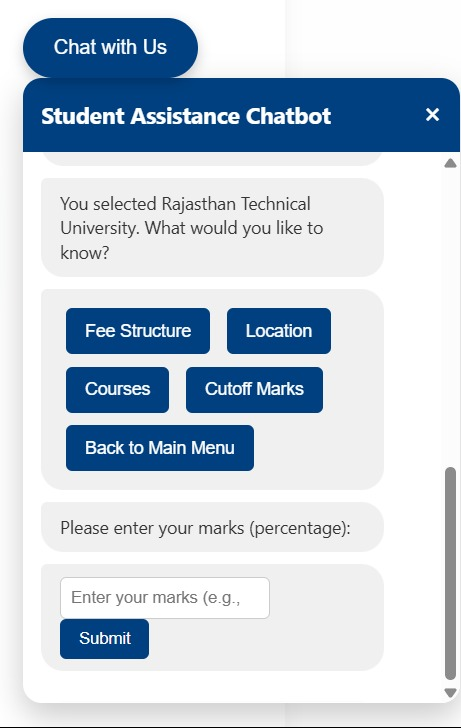 Chat with Us
Student Assistance Chatbot ×
You selected Rajasthan Technical
University. What would you like to
know?
Fee Structure Location
Courses Cutoff Marks
Back to Main Menu
Please enter your marks (percentage):
Enter your marks (e.g.,
Submit